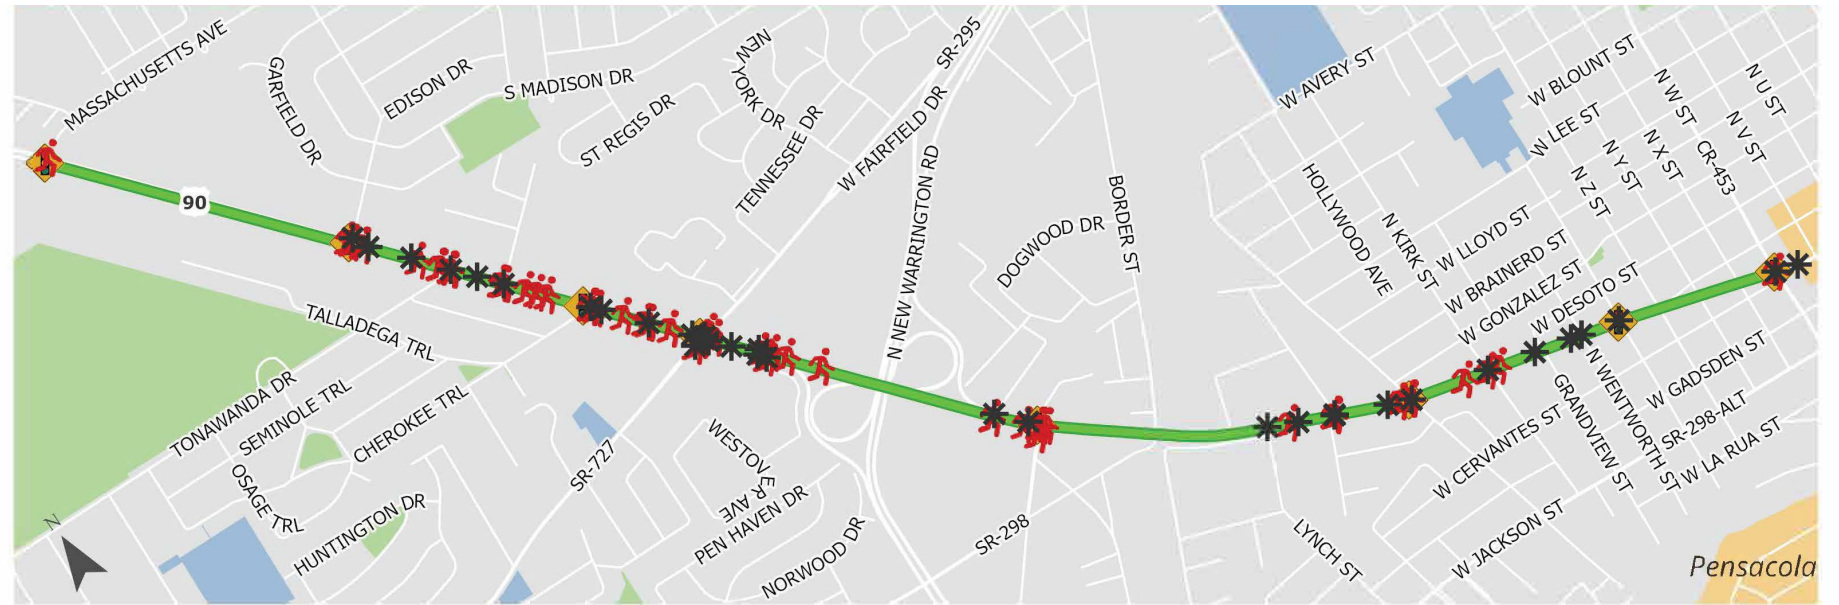 MASSACHUSETTS AVE
GARFIELD DR
EDISON DR
S MADISON DR
ST REGIS DR
NEW YORK DR
TENNESSEE DR
W FAIRFIELD DR
SR-295
N NEW WARRINGTON RD
BORDER ST
DOGWOOD DR
W AVERY ST
HOLLYWOOD AVE
N KIRK ST
W BLOUNT ST
W LEE ST
N W ST
N U ST
N V ST
N X ST
CR-453
N Y ST
N Z ST
W LLOYD ST
W BRAINERD ST
W GONZALEZ ST
W DESOTO ST
90
TALLADEGA TRL
TONAWANDA DR
SEMINOLE TRL
CHEROKEE TRL
OSAGE TRL
HUNTINGTON DR
SR-727
WESTOVER AVE
PEN HAVEN DR
NORWOOD DR
SR-298
LYNCH ST
W CERVANTES ST
W JACKSON ST
GRANDVIEW ST
N WENTWORTH ST
W GADSDEN ST
SR-298-ALT
W LA RUA ST
N
Pensacola